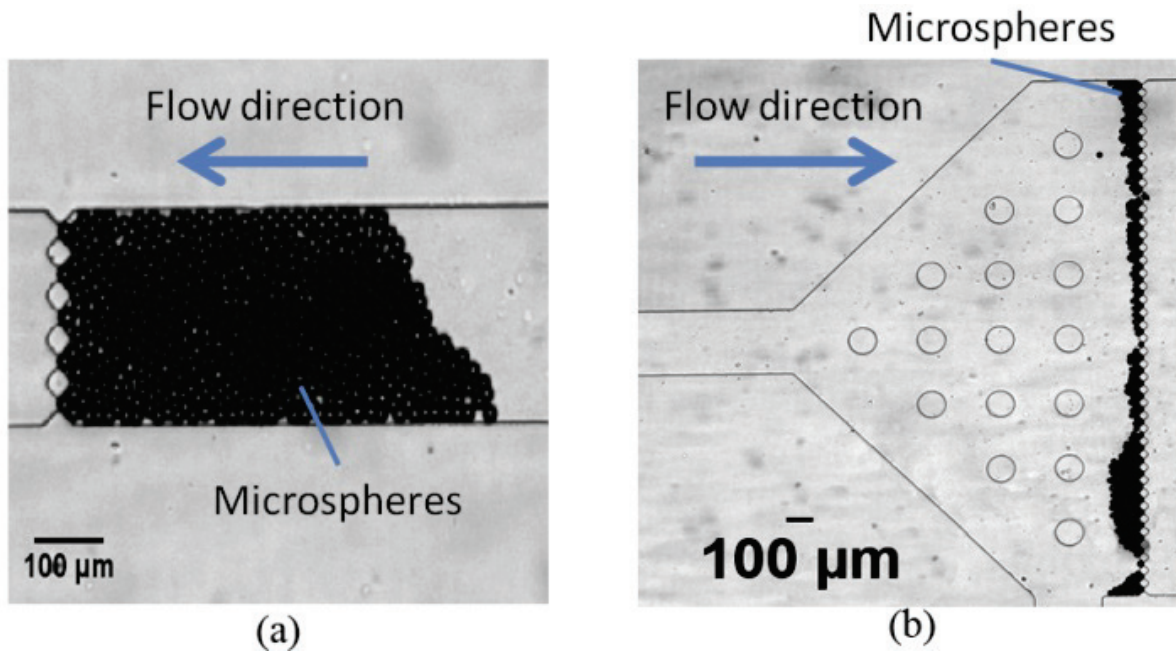 Microspheres
Flow direction
Flow direction
Microspheres
100 µm
100 µm
(a)
(b)